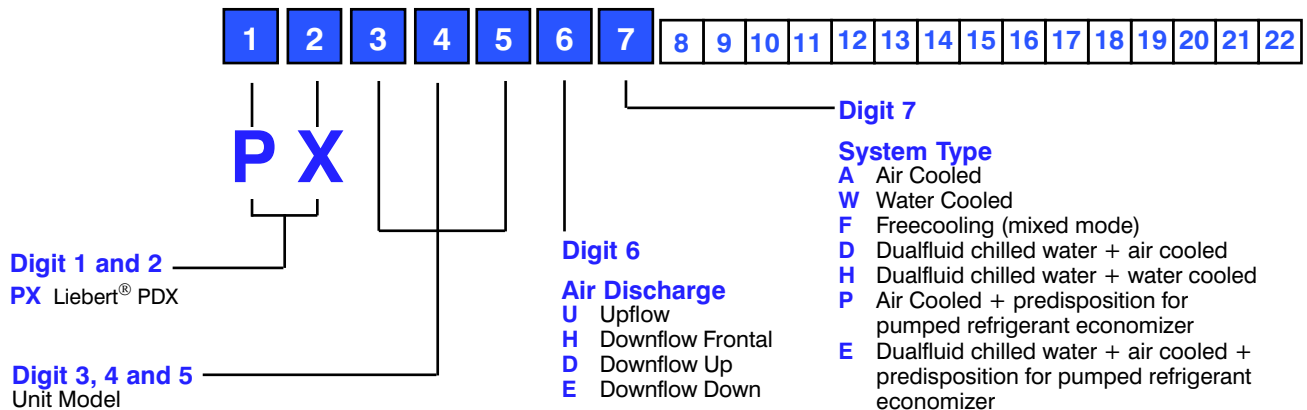 1 2 3 4 5 6 7 8 9 10 11 12 13 14 15 16 17 18 19 20 21 22
P X
Digit 1 and 2
PX Liebert® PDX
Digit 3, 4 and 5
Unit Model
Digit 6
Air Discharge
U Upflow
H Downflow Frontal
D Downflow Up
E Downflow Down
Digit 7
System Type
A Air Cooled
W Water Cooled
F Freecooling (mixed mode)
D Dualfluid chilled water + air cooled
H Dualfluid chilled water + water cooled
P Air Cooled + predisposition for
pumped refrigerant economizer
E Dualfluid chilled water + air cooled +
predisposition for pumped refrigerant
economizer